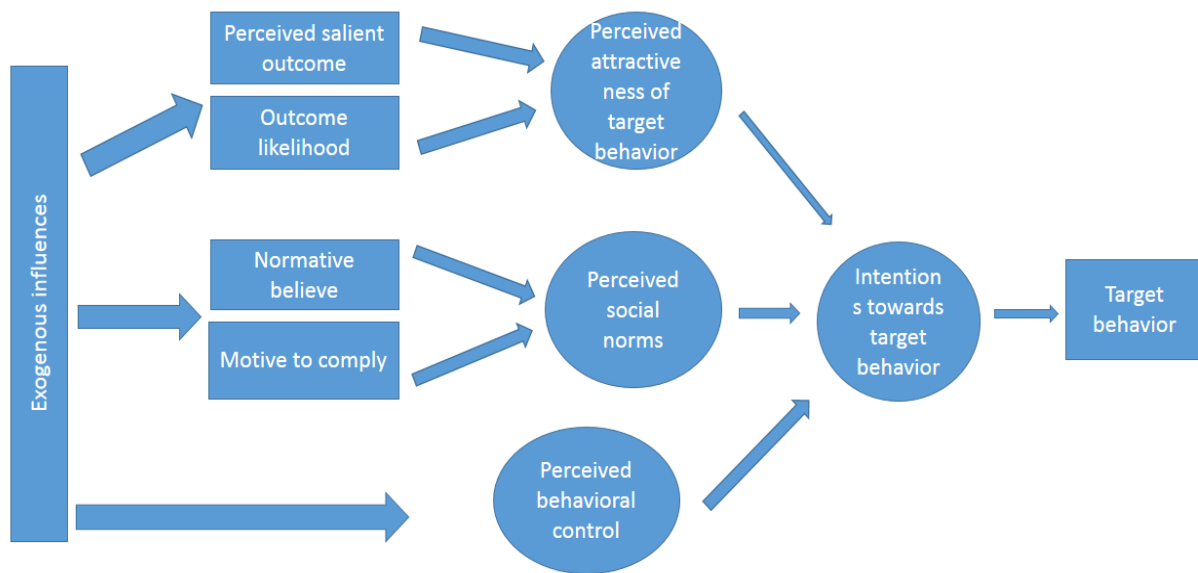 Exogenous influences
Perceived salient
outcome
Outcome
likelihood
Perceived
attractive
ness of
target
behavior
Normative
believe
Motive to comply
Perceived
social
norms
Perceived
behavioral
control
Intention
s towards
target
behavior
Target
behavior